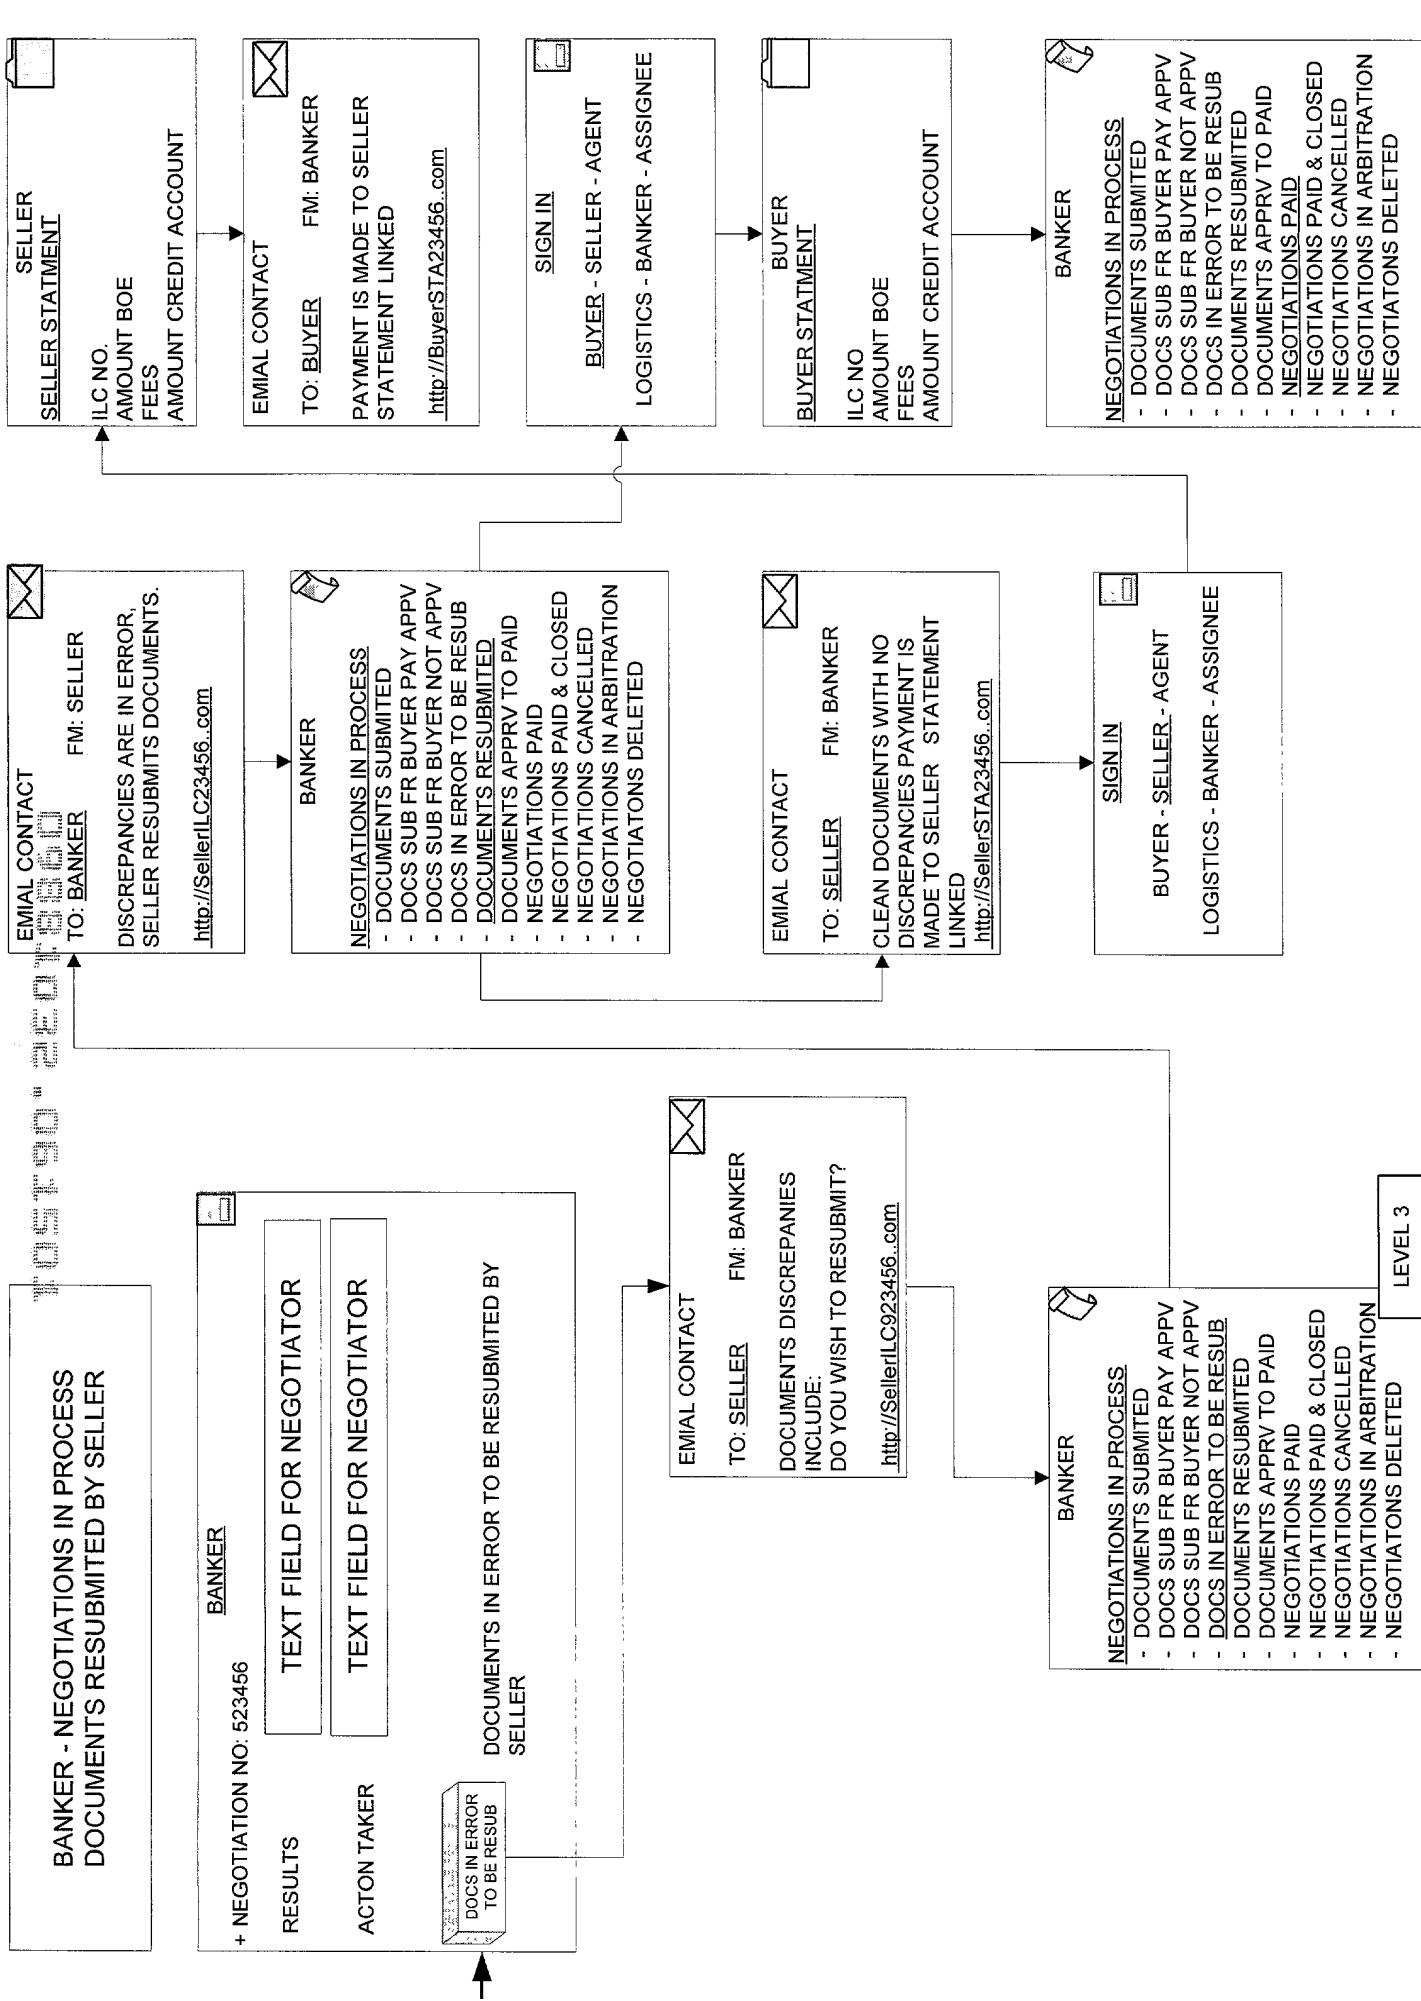 BANKER - NEGOTIATIONS IN PROCESS
DOCUMENTS RESUBMITED BY SELLER
BANKER
+ NEGOTIATION NO: 523456
RESULTS
TEXT FIELD FOR NEGOTIATOR
ACTON TAKER
TEXT FIELD FOR NEGOTIATOR
DOCS IN ERROR
TO BE RESUB
DOCUMENTS IN ERROR TO BE RESUBMITED BY
SELLER
EMIAL CONTACT
TO: SELLER FM: BANKER
DOCUMENTS DISCREPANIES
INCLUDE:
DO YOU WISH TO RESUBMIT?
http://SellerILC923456..com
BANKER
NEGOTIATIONS IN PROCESS
- DOCUMENTS SUBMITED
- DOCS SUB FR BUYER PAY APPV
- DOCS SUB FR BUYER NOT APPV
- DOCS IN ERROR TO BE RESUB
- DOCUMENTS RESUBMITED
- DOCUMENTS APPRV TO PAID
- NEGOTIATIONS PAID
- NEGOTIATIONS PAID & CLOSED
- NEGOTIATIONS CANCELLED
- NEGOTIATIONS IN ARBITRATION
- NEGOTIATONS DELETED
LEVEL 3
EMIAL CONTACT
TO: BANKER FM: SELLER
DISCREPANCIES ARE IN ERROR,
SELLER RESUBMITS DOCUMENTS.
http://SellerILC23456..com
BANKER
NEGOTIATIONS IN PROCESS
- DOCUMENTS SUBMITED
- DOCS SUB FR BUYER PAY APPV
- DOCS SUB FR BUYER NOT APPV
- DOCS IN ERROR TO BE RESUB
- DOCUMENTS RESUBMITED
- DOCUMENTS APPRV TO PAID
- NEGOTIATIONS PAID
- NEGOTIATIONS PAID & CLOSED
- NEGOTIATIONS CANCELLED
- NEGOTIATIONS IN ARBITRATION
- NEGOTIATONS DELETED
EMIAL CONTACT
TO: SELLER FM: BANKER
CLEAN DOCUMENTS WITH NO
DISCREPANCIES PAYMENT IS
MADE TO SELLER STATEMENT
LINKED
http://SellerSTA23456..com
SIGN IN
BUYER - SELLER - AGENT
LOGISTICS - BANKER - ASSIGNEE
SELLER
SELLER STATMENT
ILC NO.
AMOUNT BOE
FEES
AMOUNT CREDIT ACCOUNT
EMIAL CONTACT
TO: BUYER FM: BANKER
PAYMENT IS MADE TO SELLER
STATEMENT LINKED
http://BuyerSTA23456..com
SIGN IN
BUYER - SELLER - AGENT
LOGISTICS - BANKER - ASSIGNEE
BUYER
BUYER STATMENT
ILC NO
AMOUNT BOE
FEES
AMOUNT CREDIT ACCOUNT
BANKER
NEGOTIATIONS IN PROCESS
- DOCUMENTS SUBMITED
- DOCS SUB FR BUYER PAY APPV
- DOCS SUB FR BUYER NOT APPV
- DOCS IN ERROR TO BE RESUB
- DOCUMENTS RESUBMITED
- DOCUMENTS APPRV TO PAID
- NEGOTIATIONS PAID
- NEGOTIATIONS PAID & CLOSED
- NEGOTIATIONS CANCELLED
- NEGOTIATIONS IN ARBITRATION
- NEGOTIATONS DELETED